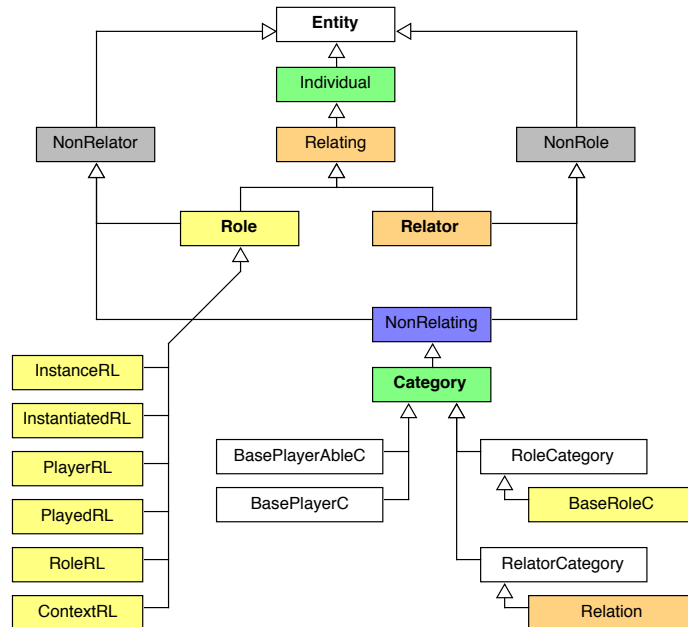 Entity
Individual
NonRelator
Relating
NonRole
Role
Relator
NonRelating
InstanceRL
Category
InstantiatedRL
BasePlayerAbleC
RoleCategory
PlayerRL
BasePlayerC
BaseRoleC
PlayedRL
RoleRL
RelatorCategory
ContextRL
Relation